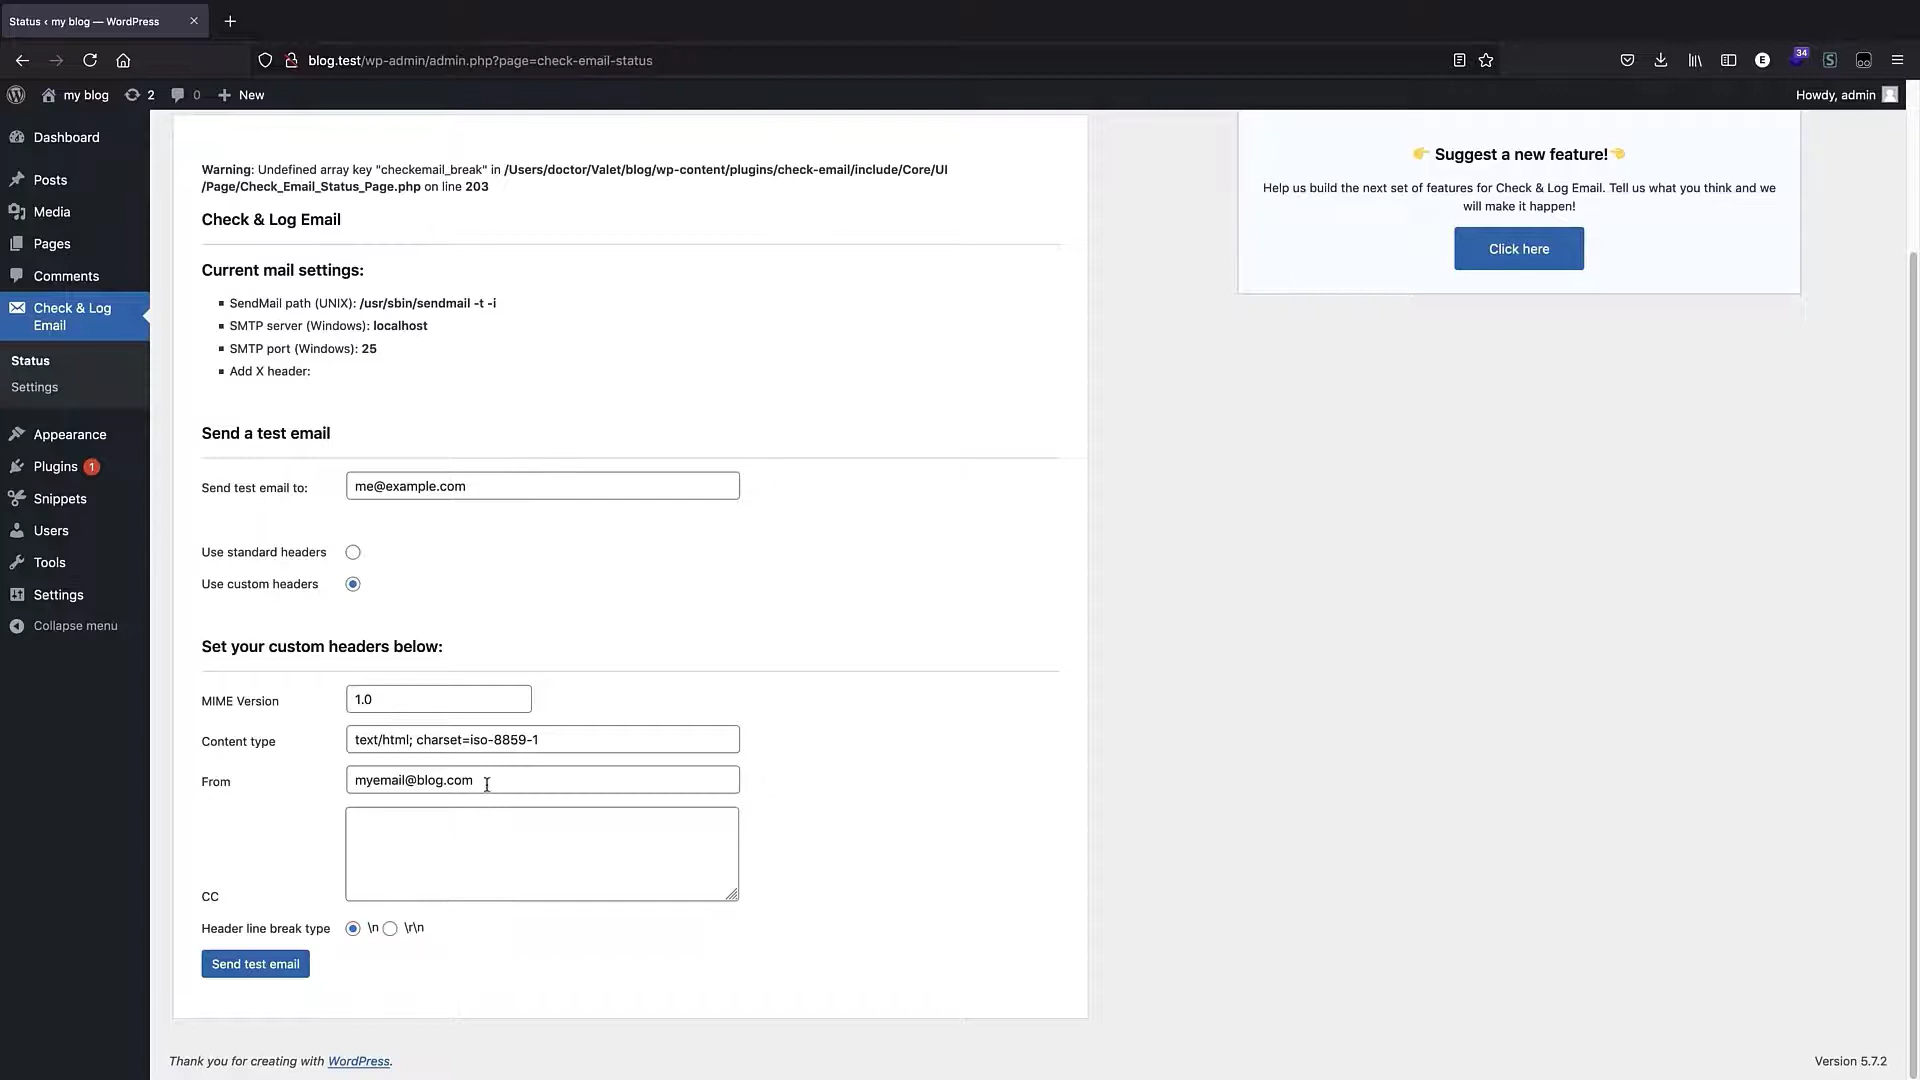 Status ‹ my blog — WordPress
blog.test/wp-admin/admin.php?page=check-email-status
34
my blog
2
0
New
Howdy, admin
Dashboard
Posts
Media
Pages
Comments
Check & Log
Email
Status
Settings
Appearance
Plugins 1
Snippets
Users
Tools
Settings
Collapse menu
Warning: Undefined array key "checkemail_break" in /Users/doctor/Valet/blog/wp-content/plugins/check-email/include/Core/UI
/Page/Check_Email_Status_Page.php on line 203
Check & Log Email
Current mail settings:
SendMail path (UNIX): /usr/sbin/sendmail -t -i
SMTP server (Windows): localhost
SMTP port (Windows): 25
Add X header:
Send a test email
Send test email to: me@example.com
Use standard headers
Use custom headers
Set your custom headers below:
MIME Version 1.0
Content type text/html; charset=iso-8859-1
From myemail@blog.com
CC
Header line break type \n \r\n
Send test email
👉 Suggest a new feature!👈
Help us build the next set of features for Check & Log Email. Tell us what you think and we
will make it happen!
Click here
Thank you for creating with WordPress.
Version 5.7.2